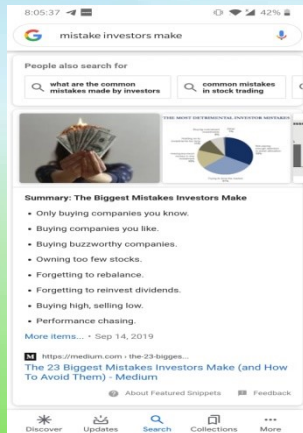 8:05:37
42%
mistake investors make
People also search for
what are the common
mistakes made by investors
common mistakes
in stock trading
THE MOST DETRIMENTAL INVESTOR MISTAKES
Summary: The Biggest Mistakes Investors Make
• Only buying companies you know.
• Buying companies you like.
• Buying buzzworthy companies.
• Owning too few stocks.
• Forgetting to rebalance.
• Forgetting to reinvest dividends.
• Buying high, selling low.
• Performance chasing.
More items... • Sep 14, 2019
M https://medium.com › the-23-bigges...
The 23 Biggest Mistakes Investors Make (and How
To Avoid Them) - Medium
About Featured Snippets Feedback
Discover Updates Search Collections More